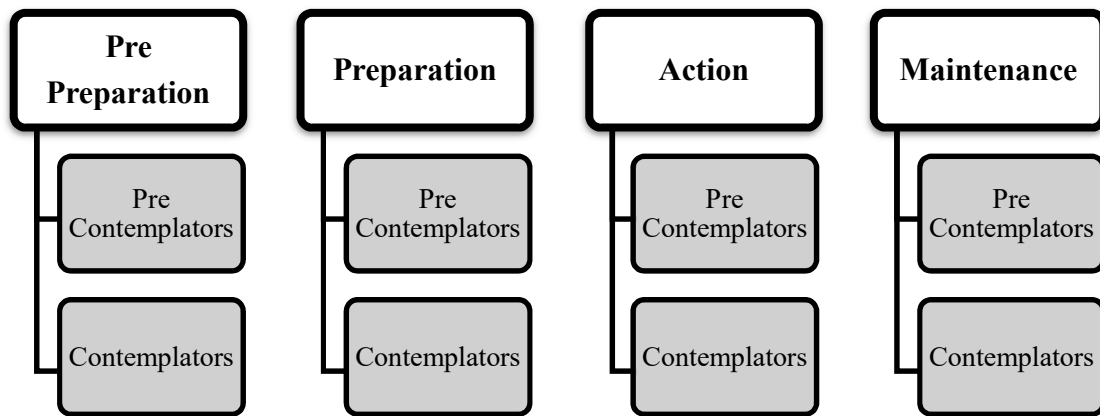 Pre
Preparation
Pre
Contemplators
Contemplators
Preparation
Pre
Contemplators
Contemplators
Action
Pre
Contemplators
Contemplators
Maintenance
Pre
Contemplators
Contemplators